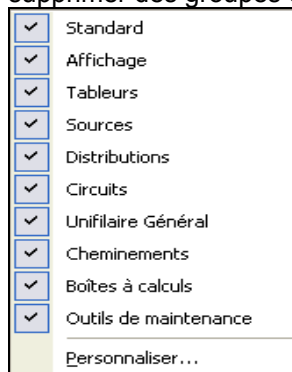 supprimer des groupes
Standard
Affichage
Tableurs
Sources
Distributions
Circuits
Unifilaire Général
Cheminements
Boîtes à calculs
Outils de maintenance
Personnaliser...